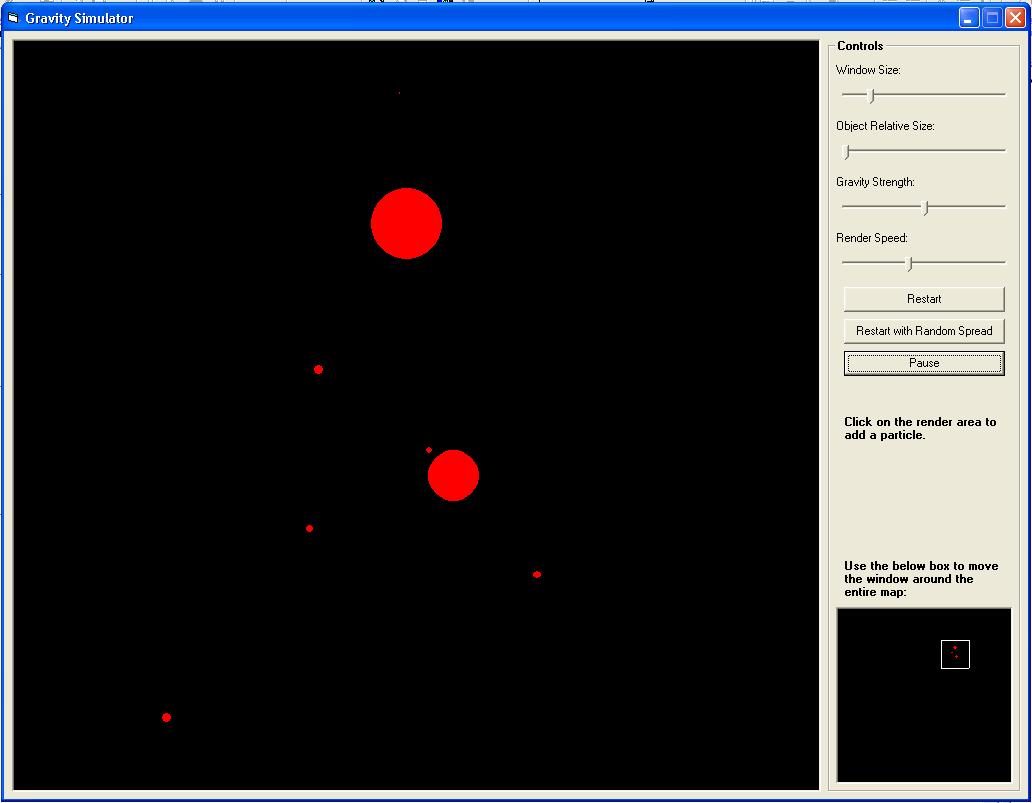 Gravity Simulator
Controls
Window Size:
Object Relative Size:
Gravity Strength:
Render Speed:
Restart
Restart with Random Spread
Pause
Click on the render area to
add a particle.
Use the below box to move
the window around the
entire map: